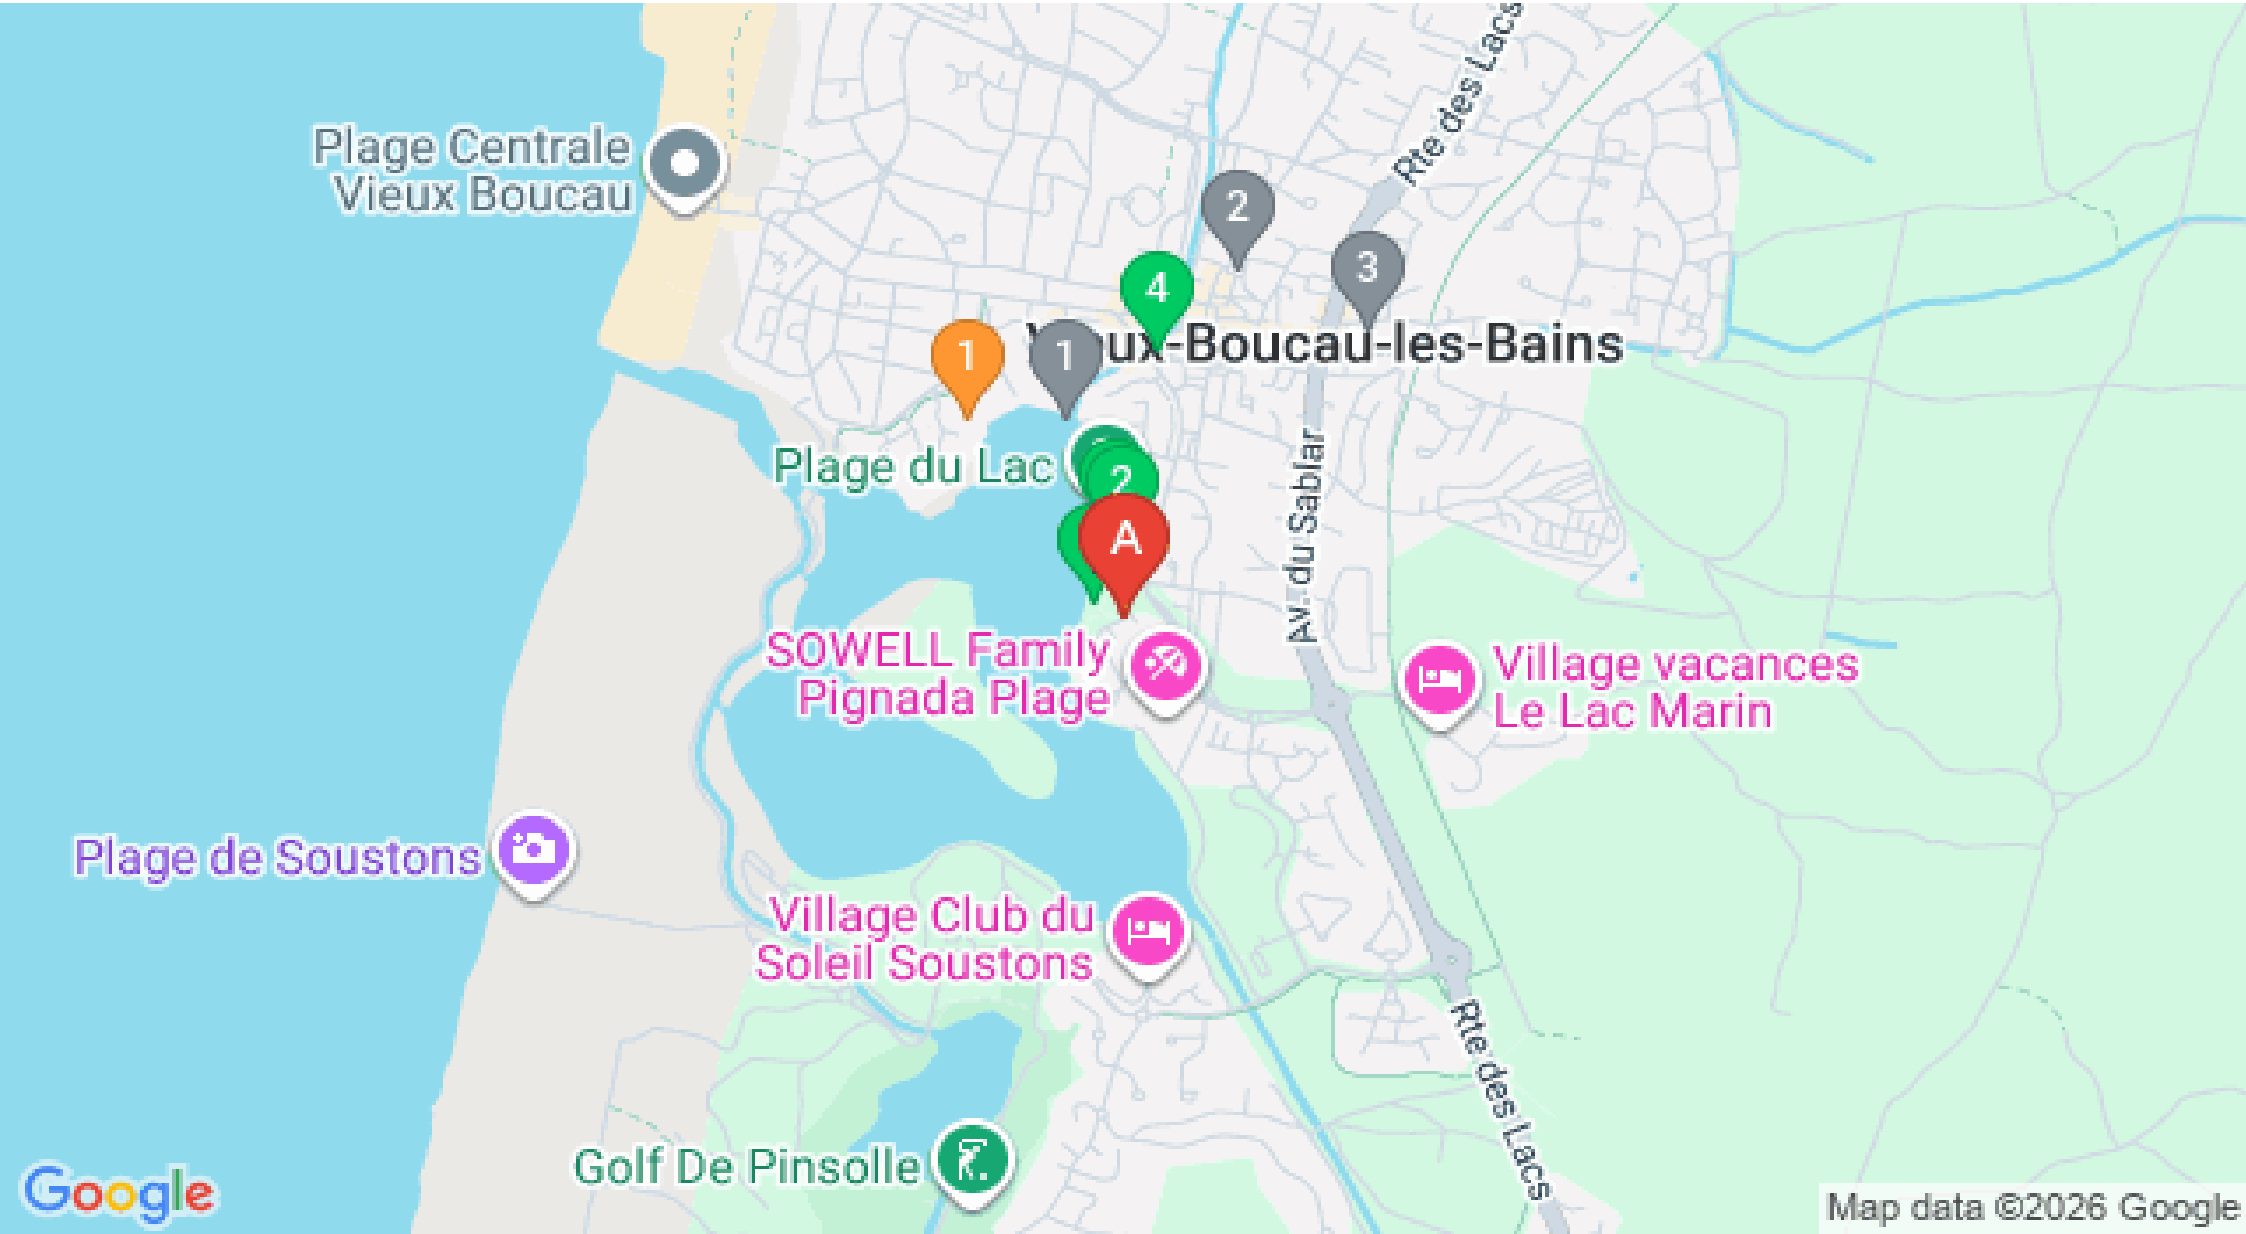 Rte des Lacs
Plage Centrale
Vieux Boucau
2
3
4
1
1
ux-Boucau-les-Bains
Plage du Lac
2
A
Av. du Sablar
SOWELL Family
Pignada Plage
Village vacances
Le Lac Marin
Plage de Soustons
Village Club du
Soleil Soustons
Rte des Lacs
Golf De Pinsolle
Google
Map data ©2026 Google